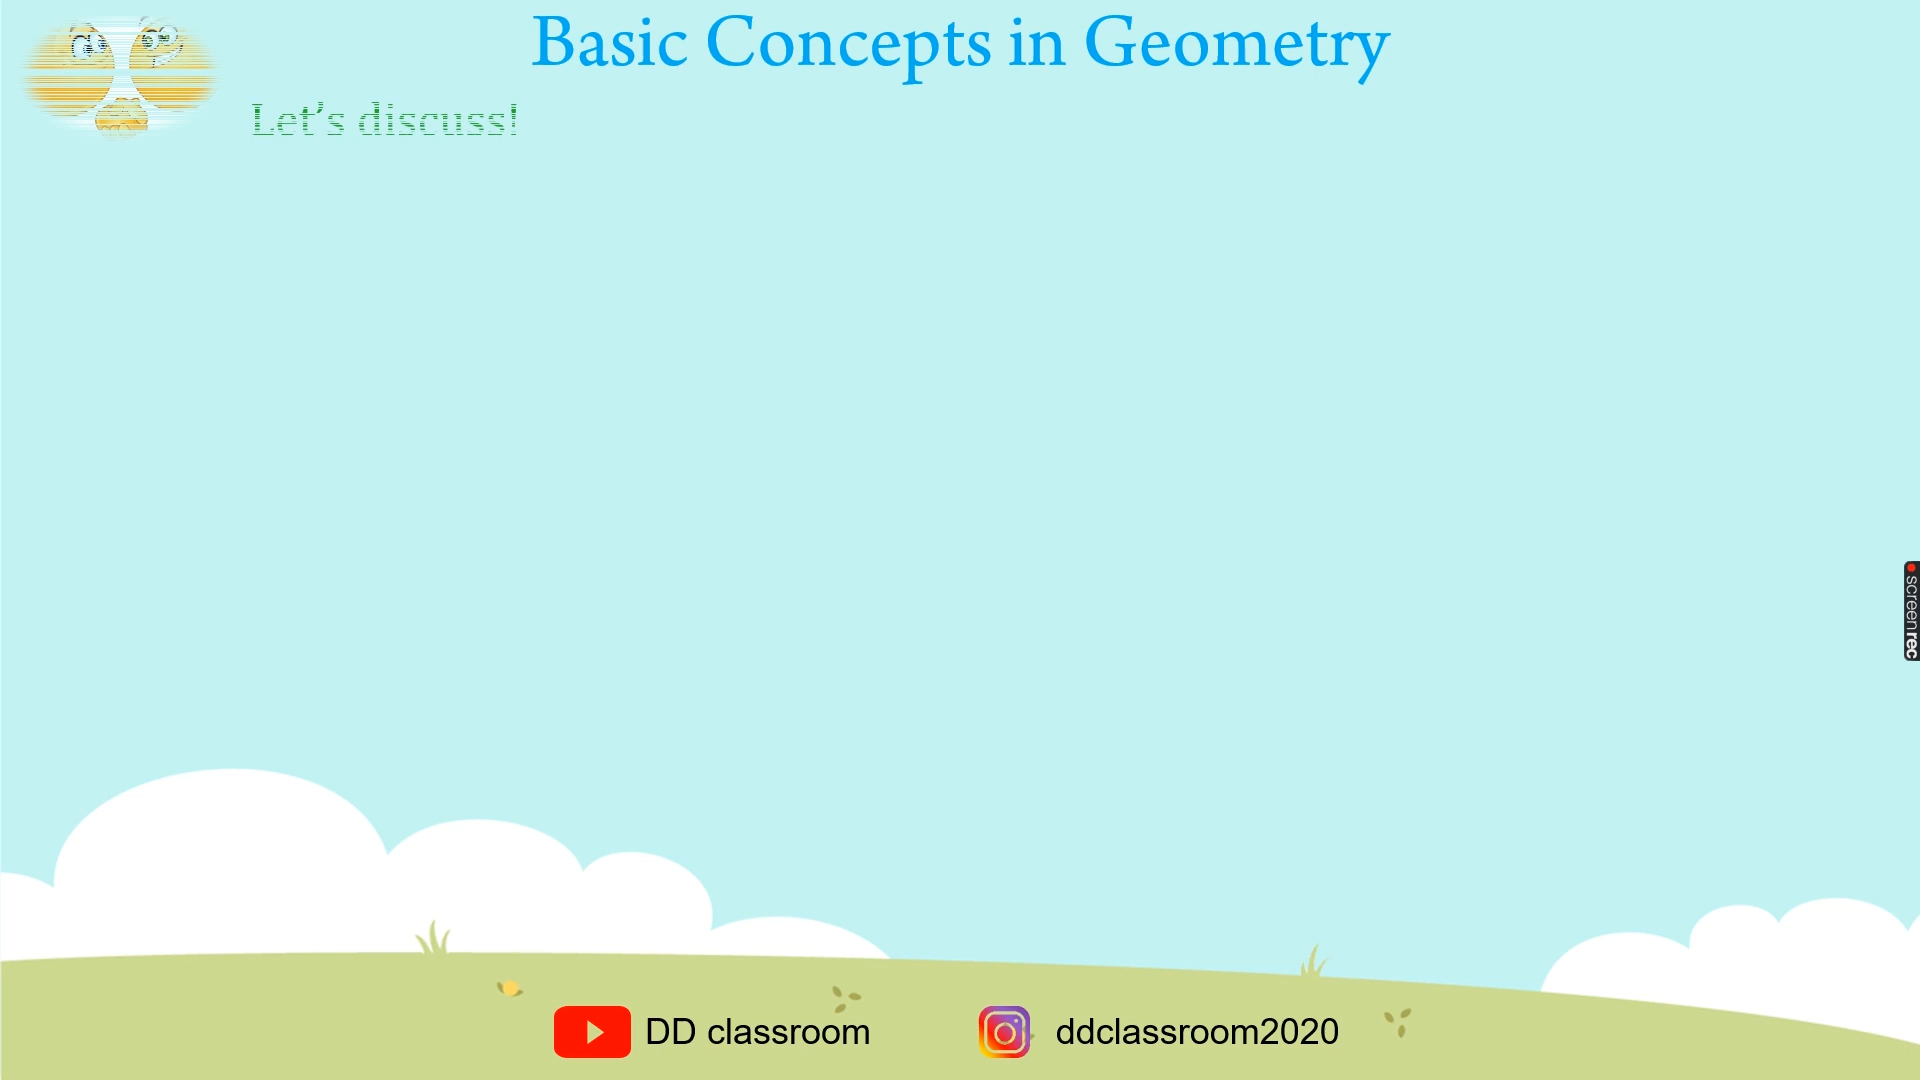 Basic Concepts in Geometry
Let’s discuss!
screenrec
DD classroom
ddclassroom2020